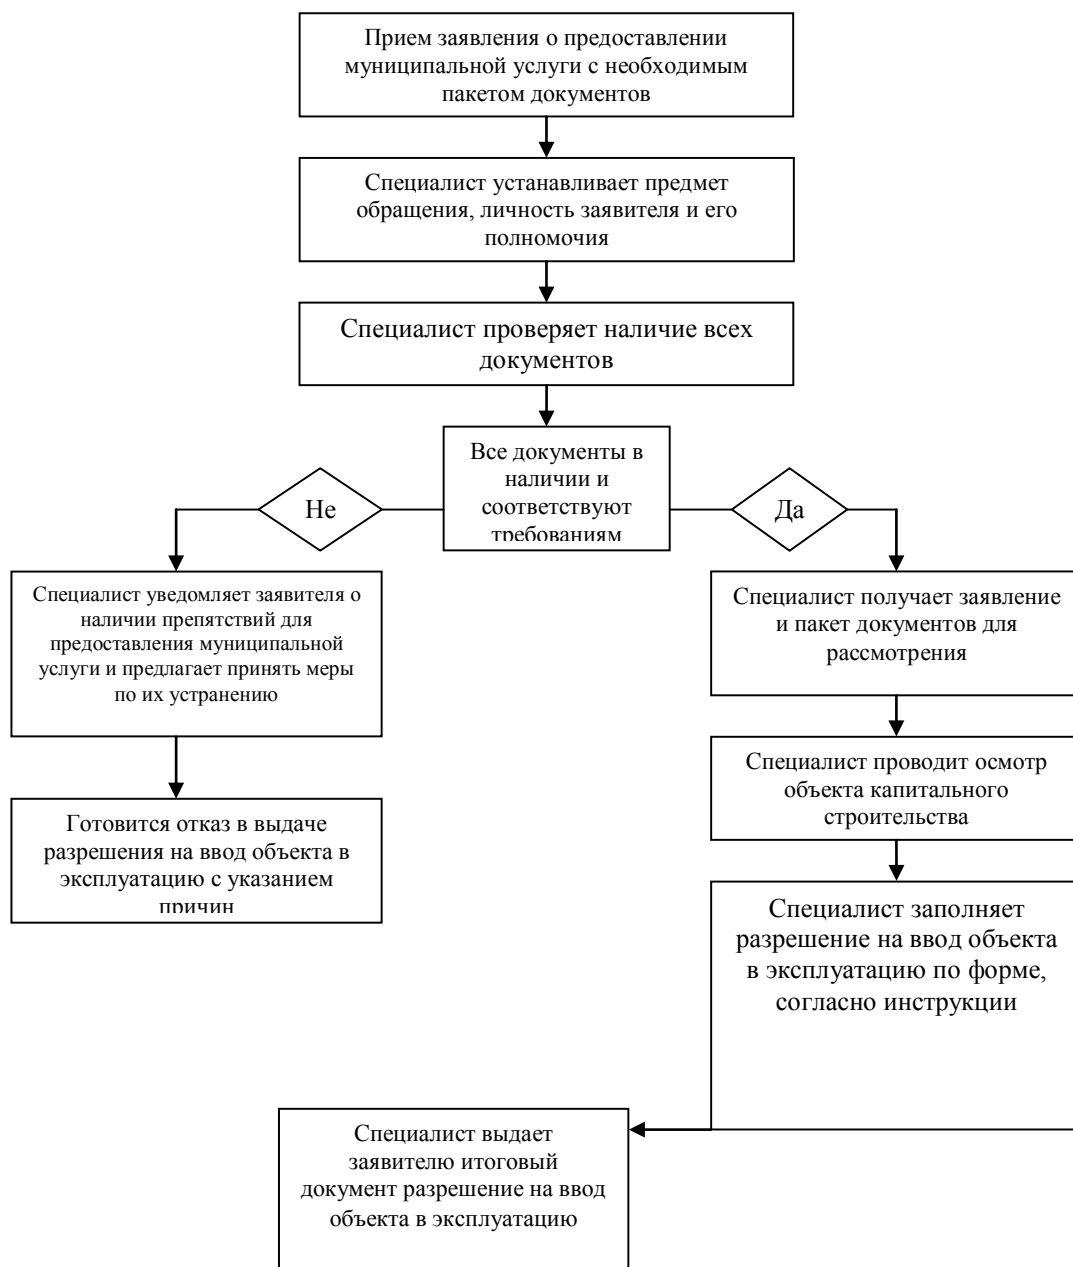 Прием заявления о предоставлении
муниципальной услуги с необходимым
пакетом документов
Специалист устанавливает предмет
обращения, личность заявителя и его
полномочия
Специалист проверяет наличие всех
документов
Все документы в
наличии и
соответствуют
требованиям
Не
Да
Специалист уведомляет заявителя о
наличии препятствий для
предоставления муниципальной
услуги и предлагает принять меры
по их устранению
Готовится отказ в выдаче
разрешения на ввод объекта в
эксплуатацию с указанием
причин
Специалист получает заявление
и пакет документов для
рассмотрения
Специалист проводит осмотр
объекта капитального
строительства
Специалист заполняет
разрешение на ввод объекта
в эксплуатацию по форме,
согласно инструкции
Специалист выдает
заявителю итоговый
документ разрешение на ввод
объекта в эксплуатацию